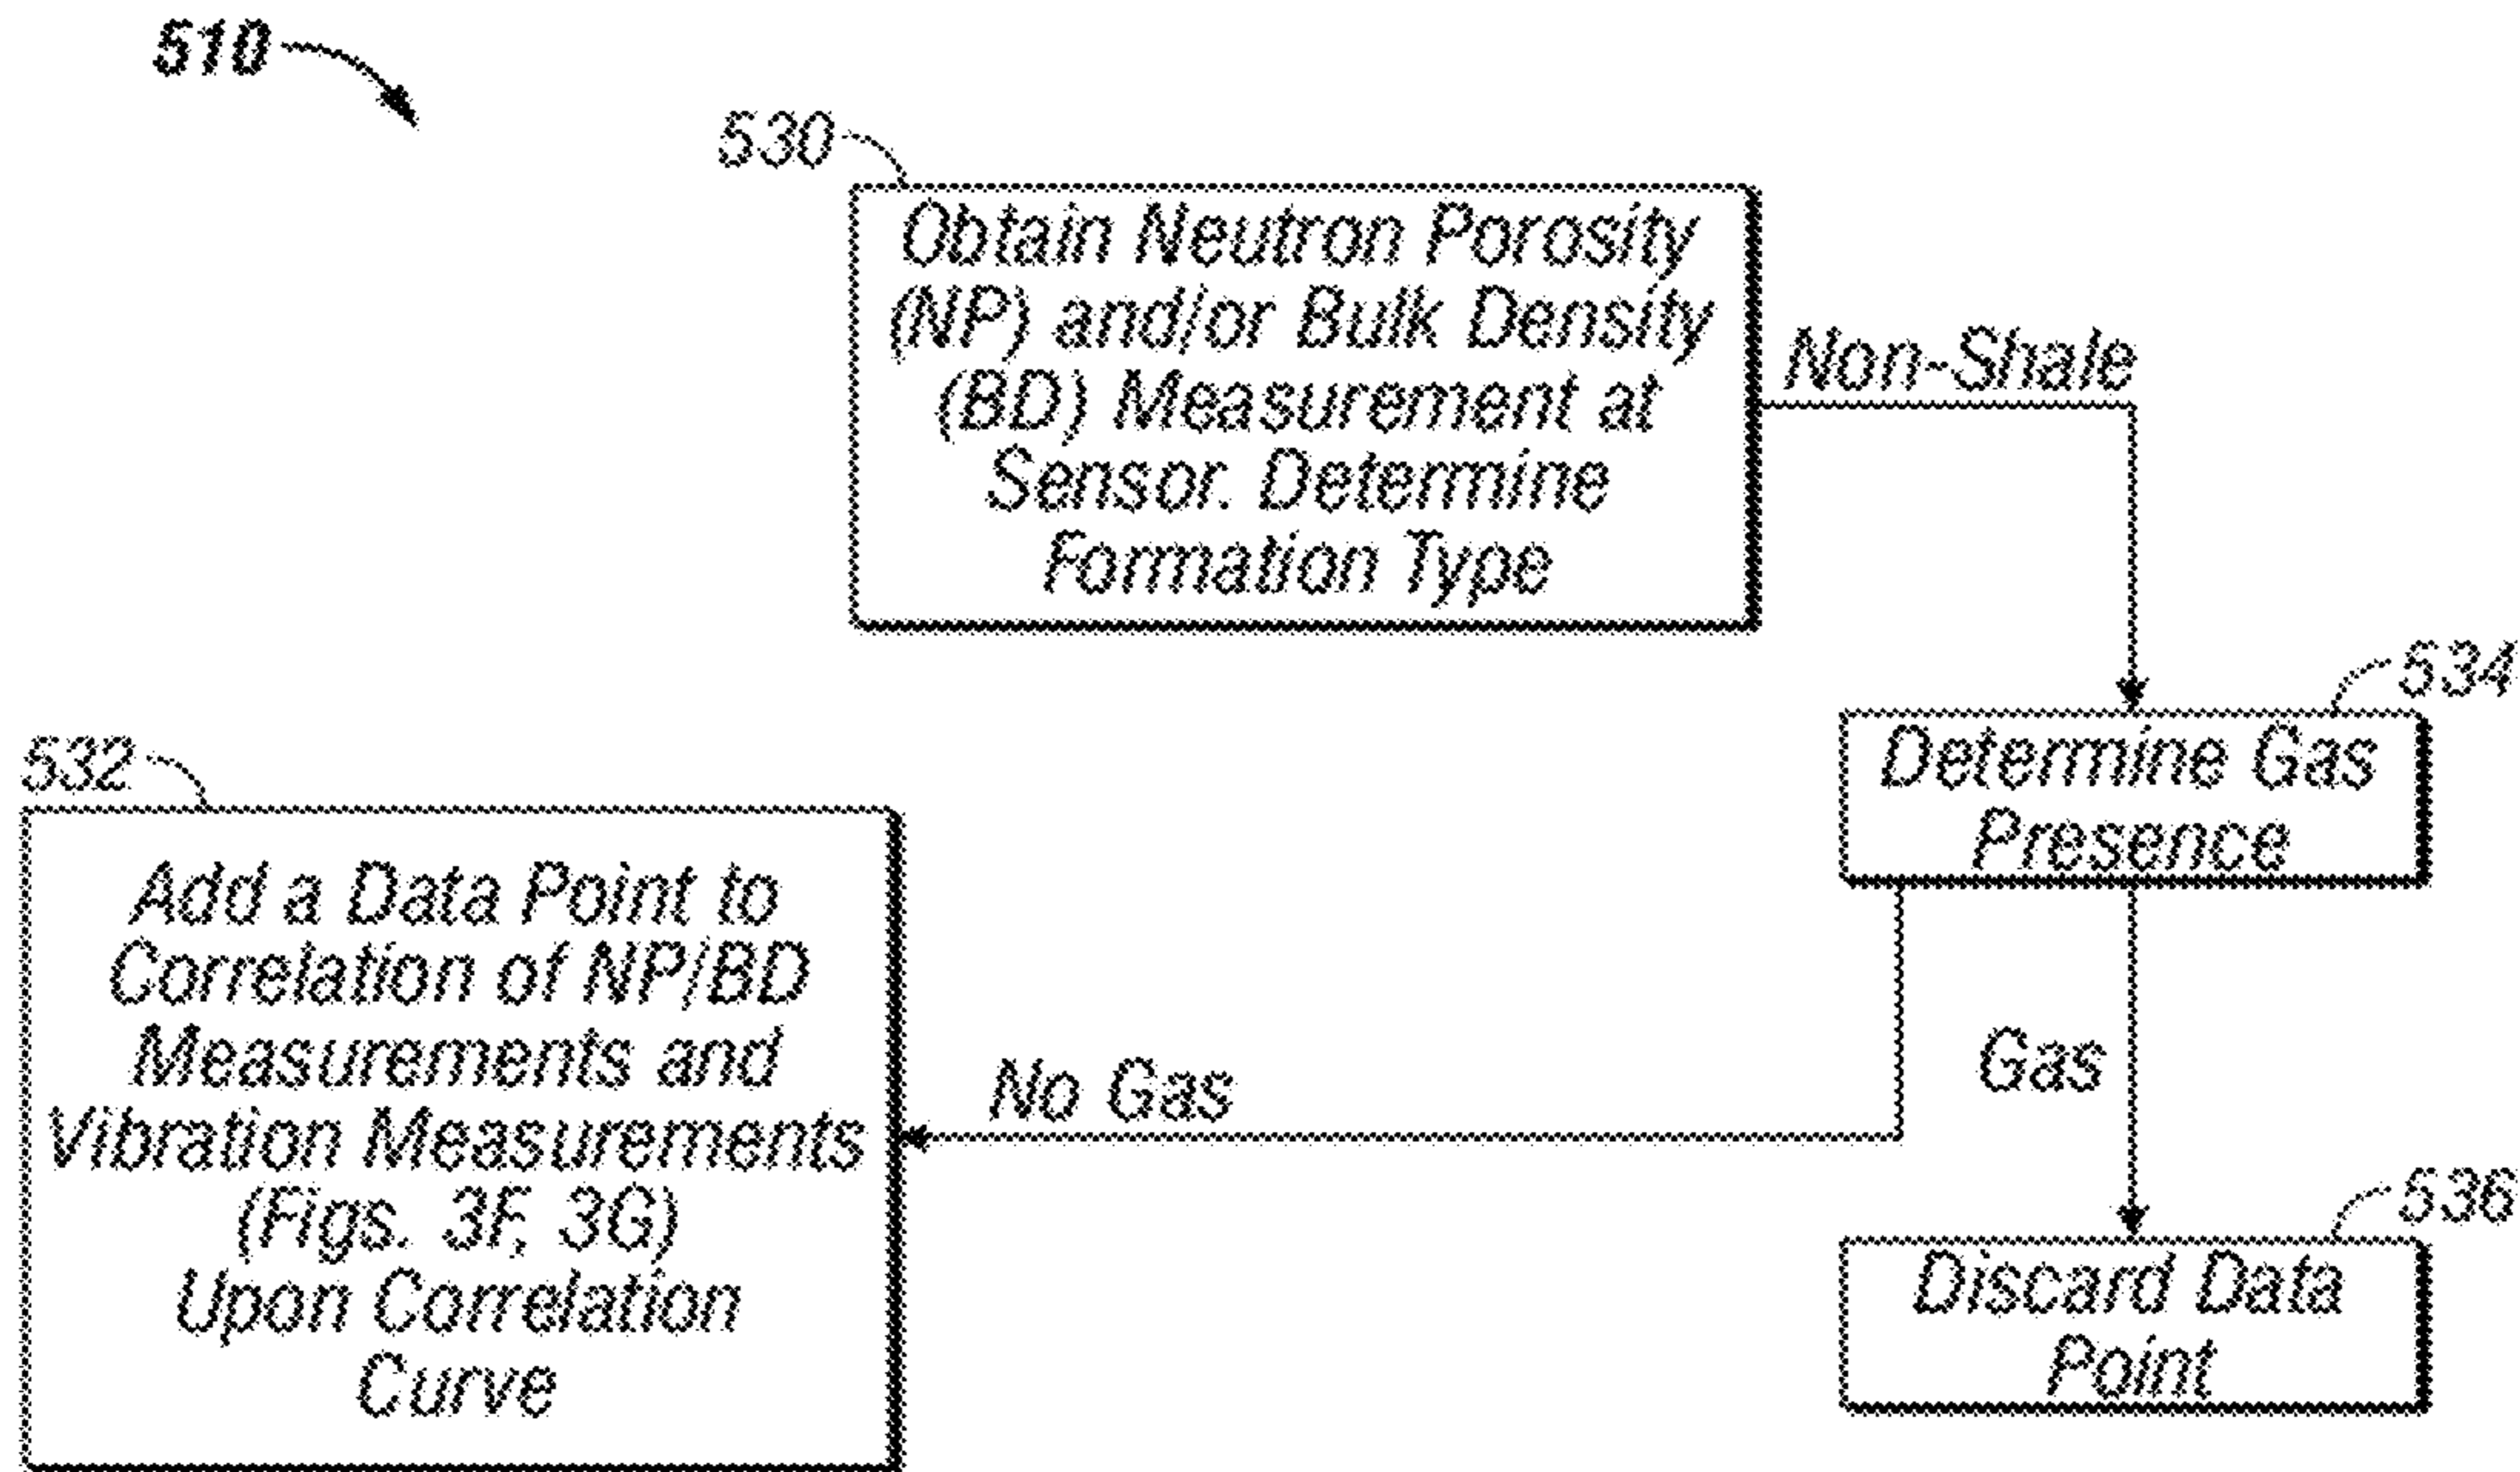 510
530
Obtain Neutron Porosity
(NP) and/or Bulk Density
(BD) Measurement at
Sensor. Determine
Formation Type
Non-Shale
534
Determine Gas
Presence
532
Add a Data Point to
Correlation of NP/BD
Measurements and
Vibration Measurements
(Figs. 3F, 3G)
Upon Correlation
Curve
No Gas
Gas
536
Discard Data
Point